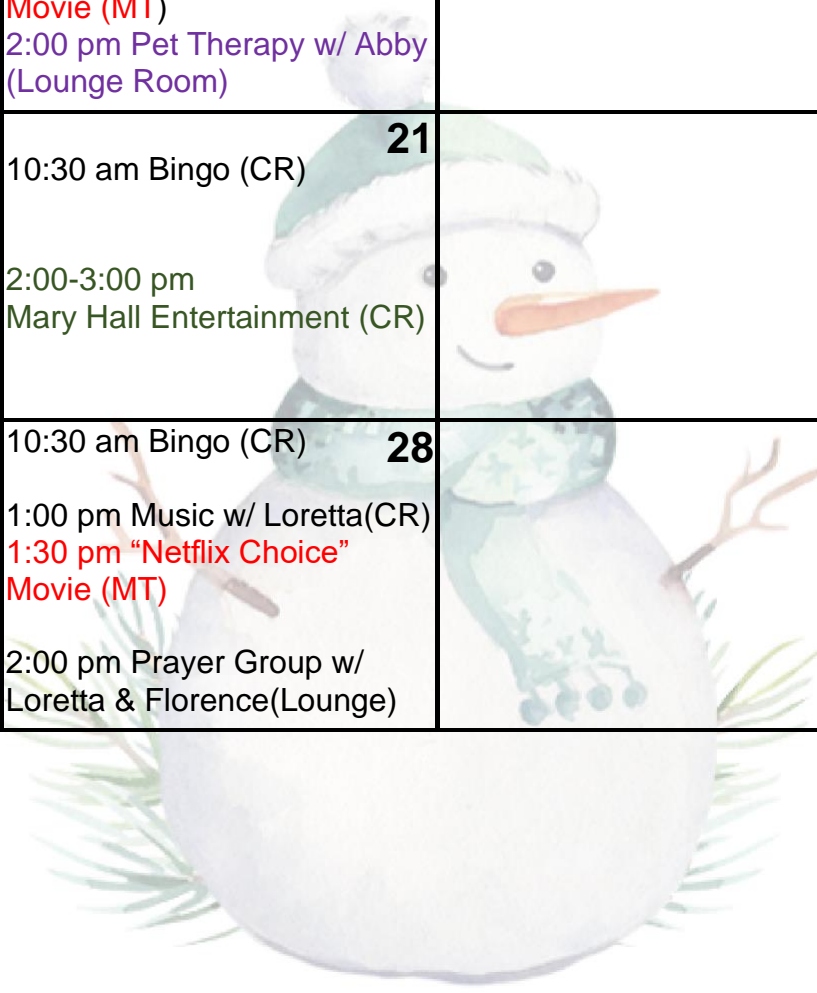 Movie (MT)
2:00 pm Pet Therapy w/ Abby
(Lounge Room)
21
10:30 am Bingo (CR)
2:00-3:00 pm
Mary Hall Entertainment (CR)
10:30 am Bingo (CR) 28
1:00 pm Music w/ Loretta(CR)
1:30 pm “Netflix Choice”
Movie (MT)
2:00 pm Prayer Group w/
Loretta & Florence(Lounge)